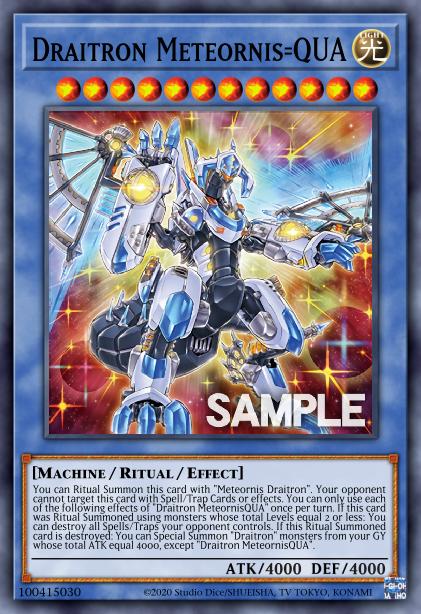 DRAITRON METEORNIS=QUA
LIGHT
光
SAMPLE
[MACHINE / RITUAL / EFFECT]
You can Ritual Summon this card with "Meteornis Draitron". Your opponent
cannot target this card with Spell/Trap Cards or effects. You can only use each
of the following effects of "Draitron MeteornisQUA" once per turn. If this card
was Ritual Summoned using monsters whose total Levels equal 2 or less: You
can destroy all Spells/Traps your opponent controls. If this Ritual Summoned
card is destroyed: You can Special Summon "Draitron" monsters from your GY
whose total ATK equal 4000, except "Draitron MeteornisQUA".
ATK/4000 DEF/4000
100415030 ©2020 Studio Dice/SHUEISHA, TV TOKYO, KONAMI